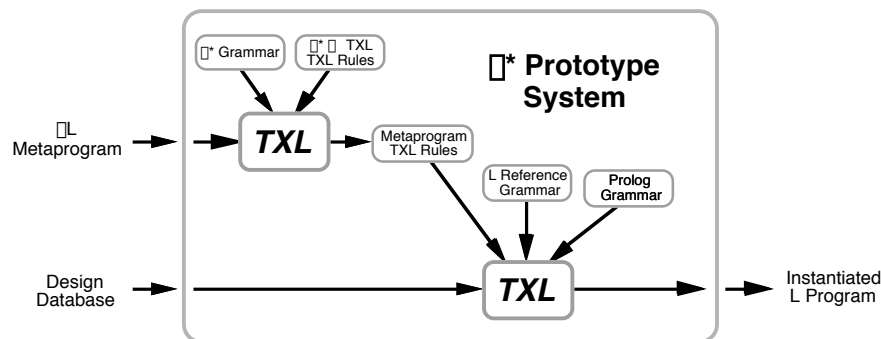 ▯* Grammar
▯* ▯ TXL
TXL Rules
▯* Prototype
System
▯L
Metaprogram
TXL
Metaprogram
TXL Rules
L Reference
Grammar
Prolog
Grammar
Design
Database
TXL
Instantiated
L Program